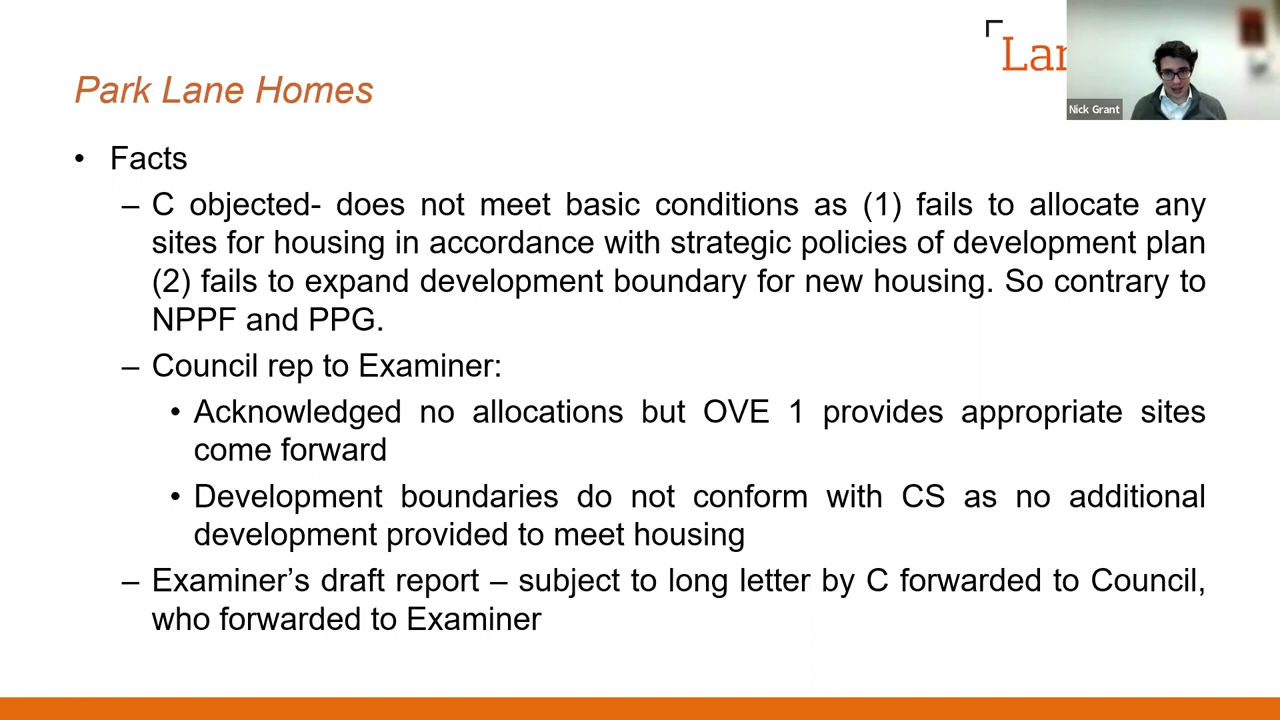 Lan
Nick Grant
Park Lane Homes
• Facts
– C objected- does not meet basic conditions as (1) fails to allocate any
sites for housing in accordance with strategic policies of development plan
(2) fails to expand development boundary for new housing. So contrary to
NPPF and PPG.
– Council rep to Examiner:
• Acknowledged no allocations but OVE 1 provides appropriate sites
come forward
• Development boundaries do not conform with CS as no additional
development provided to meet housing
– Examiner’s draft report – subject to long letter by C forwarded to Council,
who forwarded to Examiner